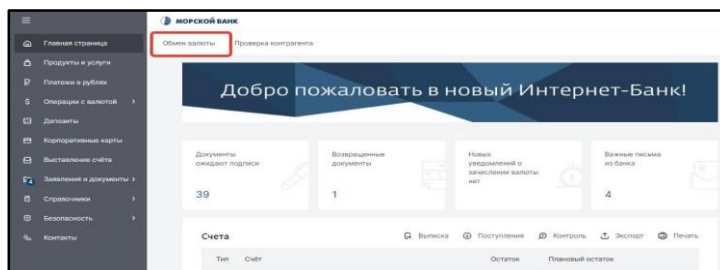 МОРСКОЙ БАНК
Главная страница
Обмен валюты Проверка контрагента
Продукты и услуги
Платежи в рублях
Операции с валютой
Депозиты
Корпоративные карты
Выставление счёта
Заявления и документы
Справочники
Безопасность
Контакты
Добро пожаловать в новый Интернет-Банк!
Документы
ожидают подписи
39
Возвращенные
документы
1
Новых
уведомлений о
зачислении валюты
нет
Важные письма
из банка
4
Счета Выписка Поступления Контроль Экспорт Печать
Тип Счёт Остаток Плановый остаток